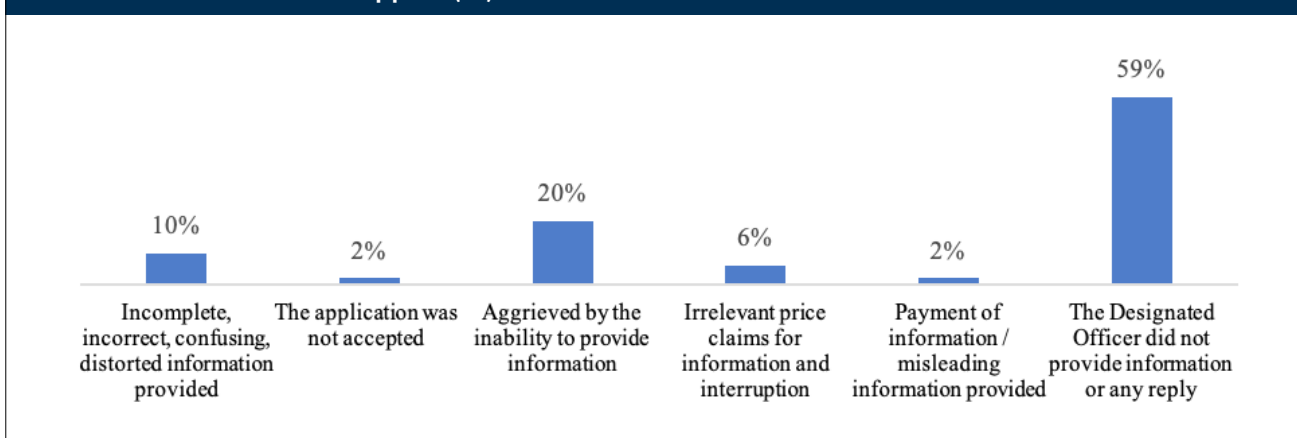 59%
20%
10%
6%
2%
2%
Incomplete,
incorrect, confusing,
distorted information
provided
The application was
not accepted
Aggrieved by the
inability to provide
information
Irrelevant price
claims for
information and
interruption
Payment of
information /
misleading
information provided
The Designated
Officer did not
provide information
or any reply